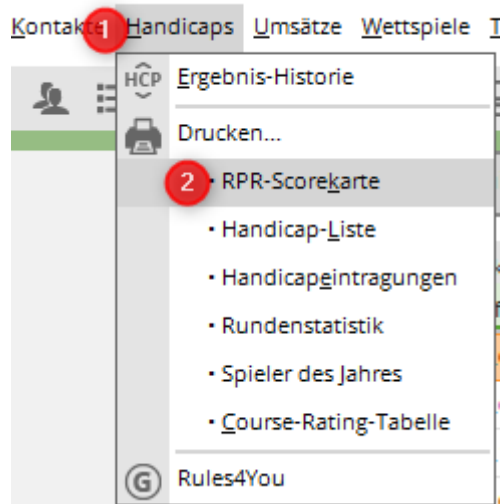 Kontakte 1 Handicaps Umsätze Wettspiele T
HCP Ergebnis-Historie
Drucken...
2 • RPR-Scorekarte
• Handicap-Liste
• Handicapeintragungen
• Rundenstatistik
• Spieler des Jahres
• Course-Rating-Tabelle
G Rules4You